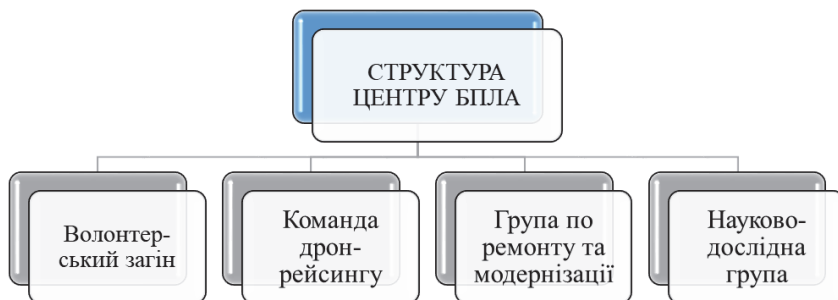 СТРУКТУРА
ЦЕНТРУ БПЛА
Волонтер-
ський загін
Команда
дрон-
рейсингу
Група по
ремонту та
модернізації
Науково-
дослідна
група